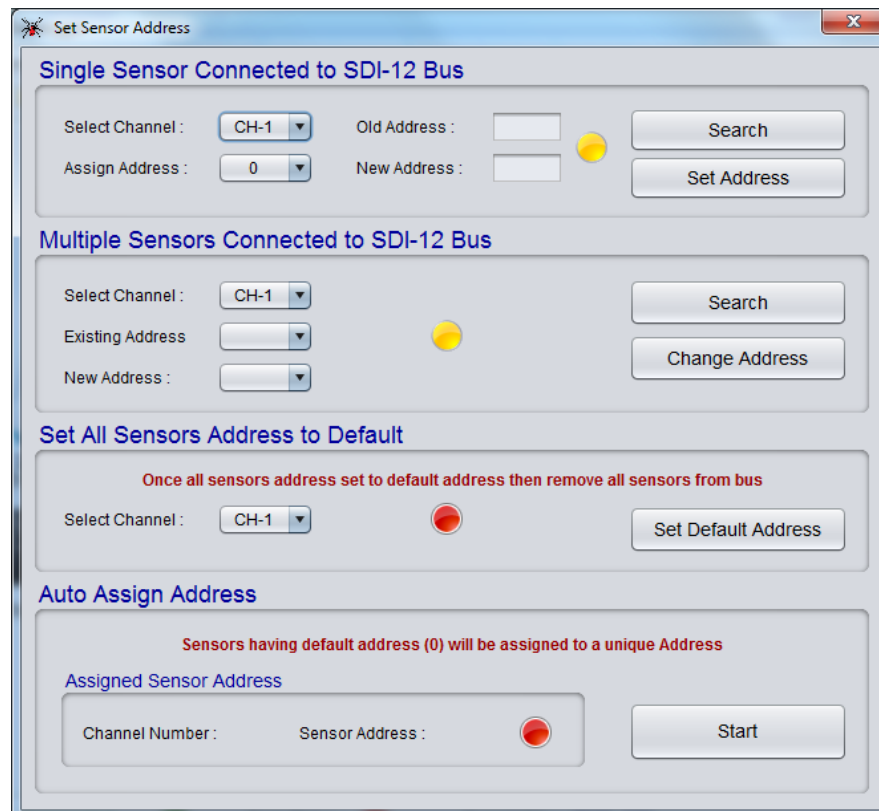 Set Sensor Address
Single Sensor Connected to SDI-12 Bus
Select Channel : CH-1 Old Address : Search
Assign Address : 0 New Address : Set Address
Multiple Sensors Connected to SDI-12 Bus
Select Channel : CH-1 Search
Existing Address
New Address : Change Address
Set All Sensors Address to Default
Once all sensors address set to default address then remove all sensors from bus
Select Channel : CH-1 Set Default Address
Auto Assign Address
Sensors having default address (0) will be assigned to a unique Address
Assigned Sensor Address
Channel Number : Sensor Address : Start